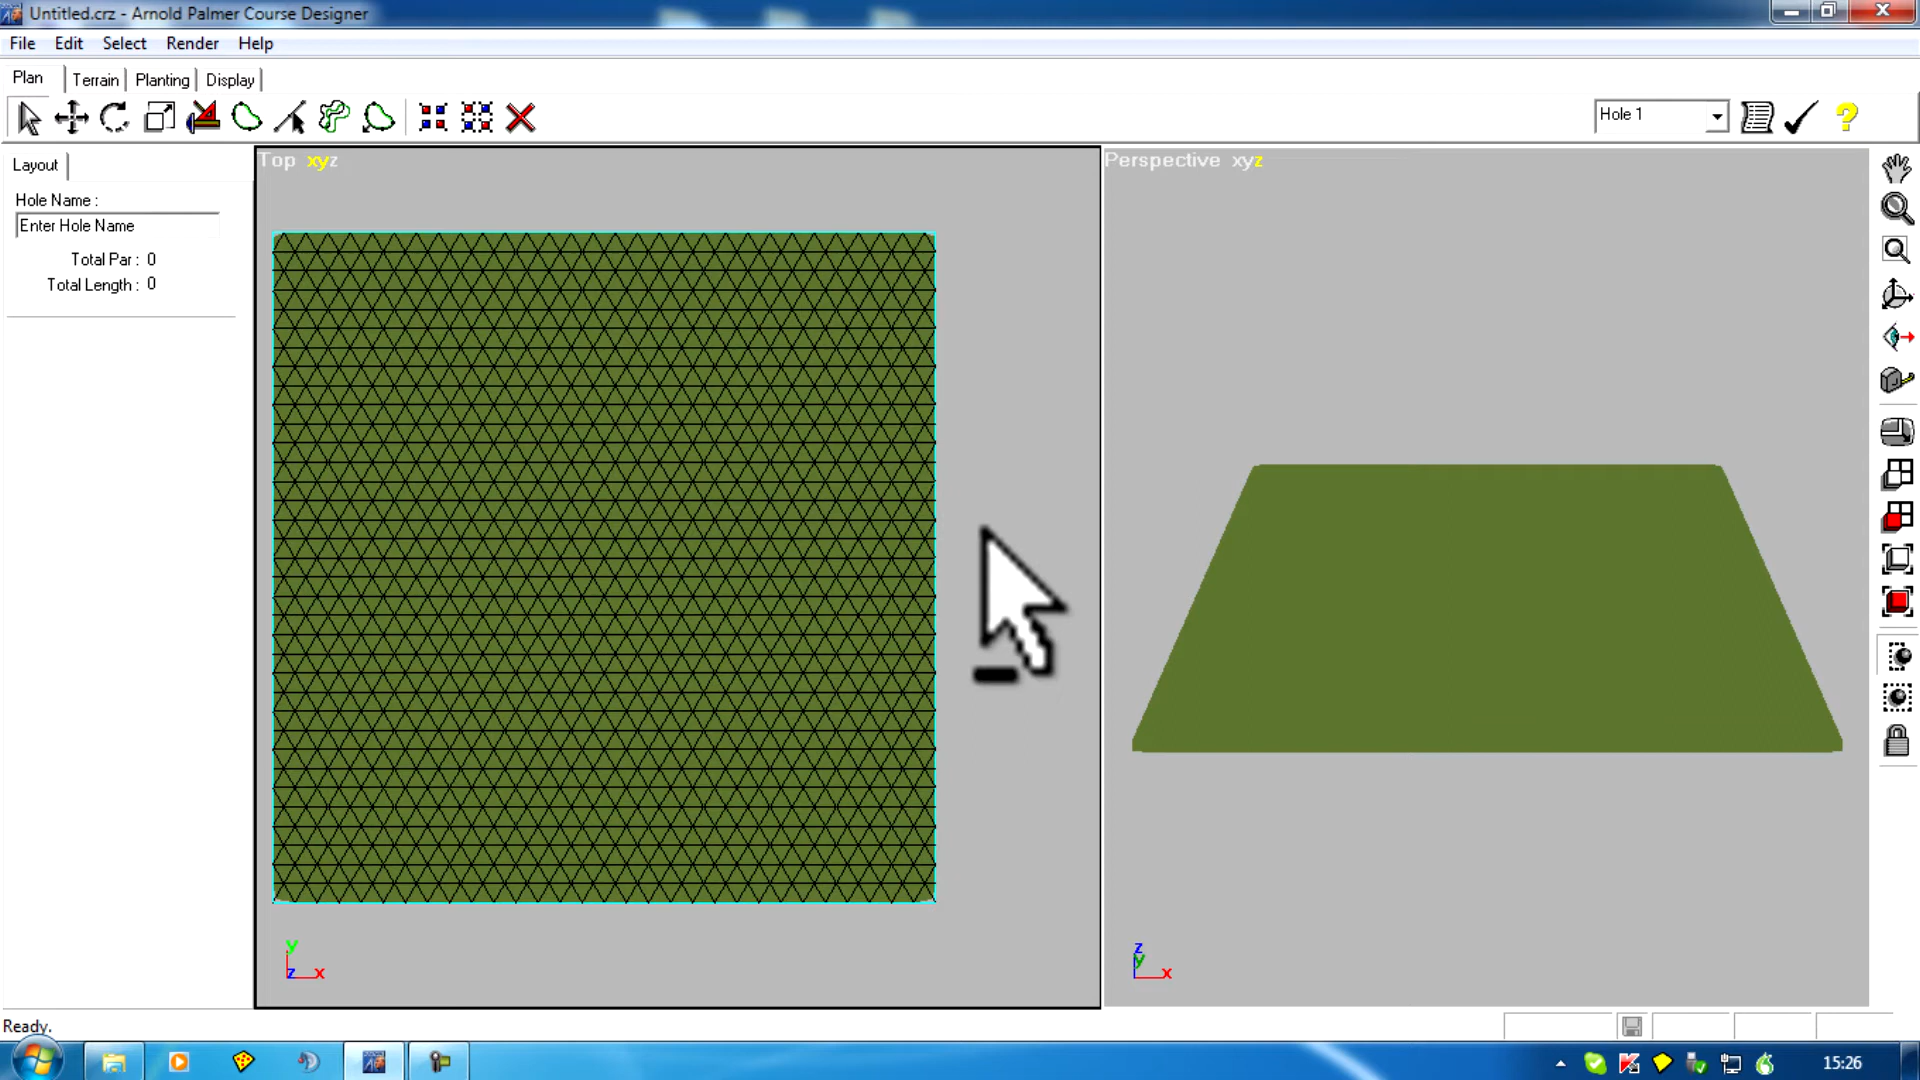 Untitled.crz - Arnold Palmer Course Designer
File Edit Select Render Help
Plan Terrain Planting Display
Hole 1
?
Layout
Hole Name :
Enter Hole Name
Total Par : 0
Total Length : 0
Top xyz
Perspective xyz
y
z x
z
y
x
Ready.
15:26